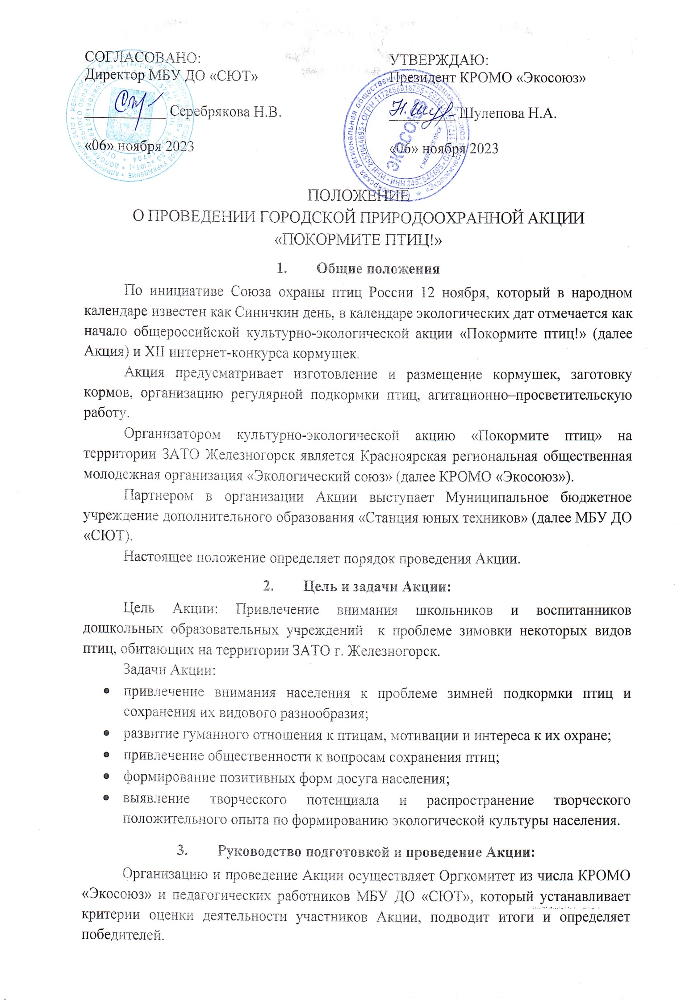 СОГЛАСОВАНО:
Директор МБУ ДО «СЮТ»
Серебрякова Н.В.
«06» ноября 2023
УТВЕРЖДАЮ:
Президент КРОМО «Экосоюз»
Н. Шул
Шулепова Н.А.
«06» ноября 2023
ЭКОСОЮЗ
Г.ЖЕЛЕЗНОГОРСК
ИНН 2452044695
ПОЛОЖЕНИЕ
О ПРОВЕДЕНИИ ГОРОДСКОЙ ПРИРОДООХРАННОЙ АКЦИИ
«ПОКОРМИТЕ ПТИЦ!»
1. Общие положения
По инициативе Союза охраны птиц России 12 ноября, который в народном
календаре известен как Синичкин день, в календаре экологических дат отмечается как
начало общероссийской культурно-экологической акции «Покормите птиц!» (далее
Акция) и XII интернет-конкурса кормушек.
Акция предусматривает изготовление и размещение кормушек, заготовку
кормов, организацию регулярной подкормки птиц, агитационно–просветительскую
работу.
Организатором культурно-экологической акцию «Покормите птиц» на
территории ЗАТО Железногорск является Красноярская региональная общественная
молодежная организация «Экологический союз» (далее КРОМО «Экосоюз»).
Партнером в организации Акции выступает Муниципальное бюджетное
учреждение дополнительного образования «Станция юных техников» (далее МБУ ДО
«СЮТ).
Настоящее положение определяет порядок проведения Акции.
2. Цель и задачи Акции:
Цель Акции: Привлечение внимания школьников и воспитанников
дошкольных образовательных учреждений к проблеме зимовки некоторых видов
птиц, обитающих на территории ЗАТО г. Железногорск.
Задачи Акции:
• привлечение внимания населения к проблеме зимней подкормки птиц и
сохранения их видового разнообразия;
• развитие гуманного отношения к птицам, мотивации и интереса к их охране;
• привлечение общественности к вопросам сохранения птиц;
• формирование позитивных форм досуга населения;
• выявление творческого потенциала и распространение творческого
положительного опыта по формированию экологической культуры населения.
3. Руководство подготовкой и проведение Акции:
Организацию и проведение Акции осуществляет Оргкомитет из числа КРОМО
«Экосоюз» и педагогических работников МБУ ДО «СЮТ», который устанавливает
критерии оценки деятельности участников Акции, подводит итоги и определяет
победителей.